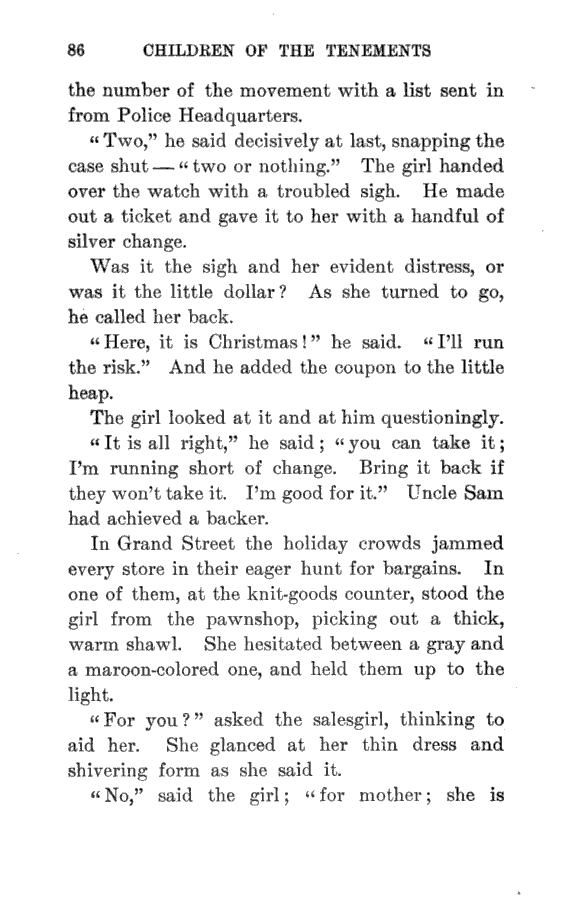 86 CHILDREN OF THE TENEMENTS
the number of the movement with a list sent in
from Police Headquarters.
“Two,” he said decisively at last, snapping the
case shut — “two or nothing.” The girl handed
over the watch with a troubled sigh. He made
out a ticket and gave it to her with a handful of
silver change.
Was it the sigh and her evident distress, or
was it the little dollar? As she turned to go,
he called her back.
“Here, it is Christmas!” he said. “I’ll run
the risk.” And he added the coupon to the little
heap.
The girl looked at it and at him questioningly.
“It is all right,” he said; “you can take it;
I’m running short of change. Bring it back if
they won’t take it. I’m good for it.” Uncle Sam
had achieved a backer.
In Grand Street the holiday crowds jammed
every store in their eager hunt for bargains. In
one of them, at the knit-goods counter, stood the
girl from the pawnshop, picking out a thick,
warm shawl. She hesitated between a gray and
a maroon-colored one, and held them up to the
light.
“For you?” asked the salesgirl, thinking to
aid her. She glanced at her thin dress and
shivering form as she said it.
“No,” said the girl; “for mother; she is